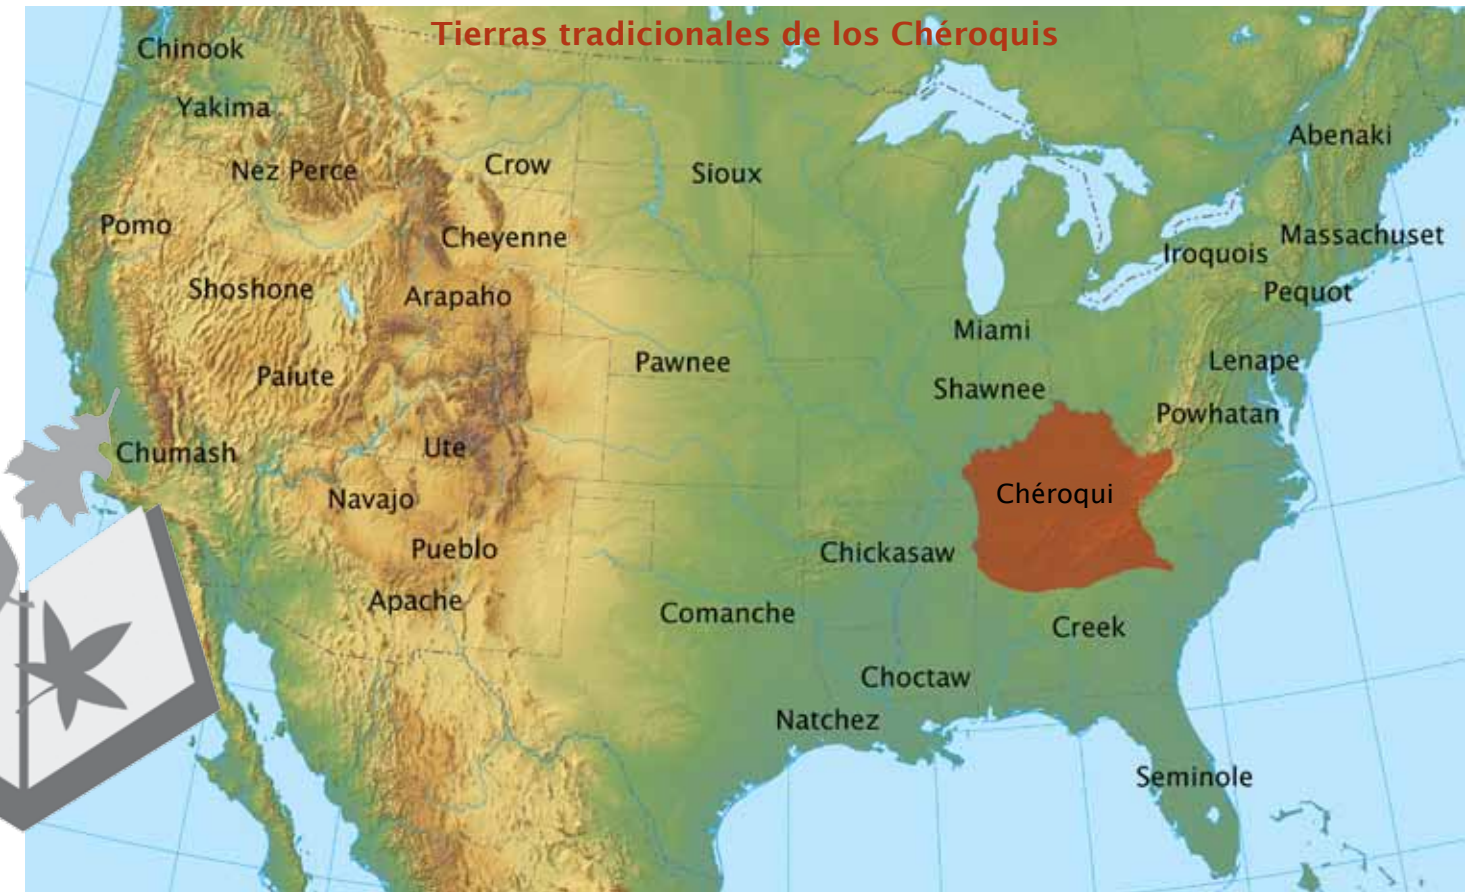 Tierras tradicionales de los Chéroquis
Chinook
Yakima
Abenaki
Nez Perce
Crow
Sioux
Pomo
Cheyenne
Massachuset
Iroquois
Shoshone
Arapaho
Pequot
Miami
Pawnee
Lenape
Paiute
Shawnee
Powhatan
Ute
Chumash
Navajo
Chéroqui
Pueblo
Chickasaw
Apache
Comanche
Creek
Choctaw
Natchez
Seminole